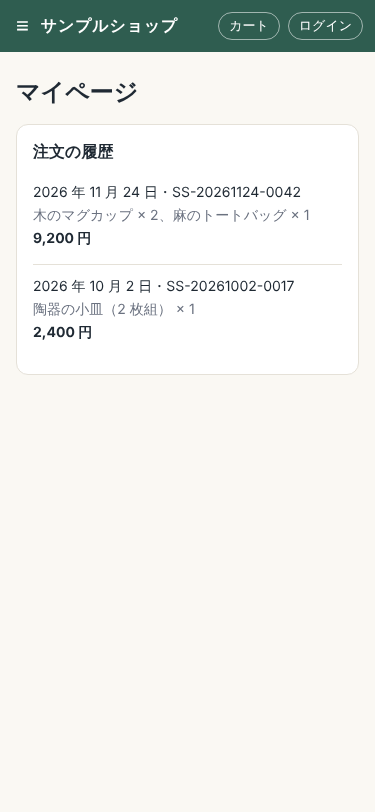 ≡ サンプルショップ カート ログイン
マイページ
注文の履歴
2026 年 11 月 24 日・SS-20261124-0042
木のマグカップ × 2、麻のトートバッグ × 1
9,200 円
2026 年 10 月 2 日・SS-20261002-0017
陶器の小皿（2 枚組） × 1
2,400 円